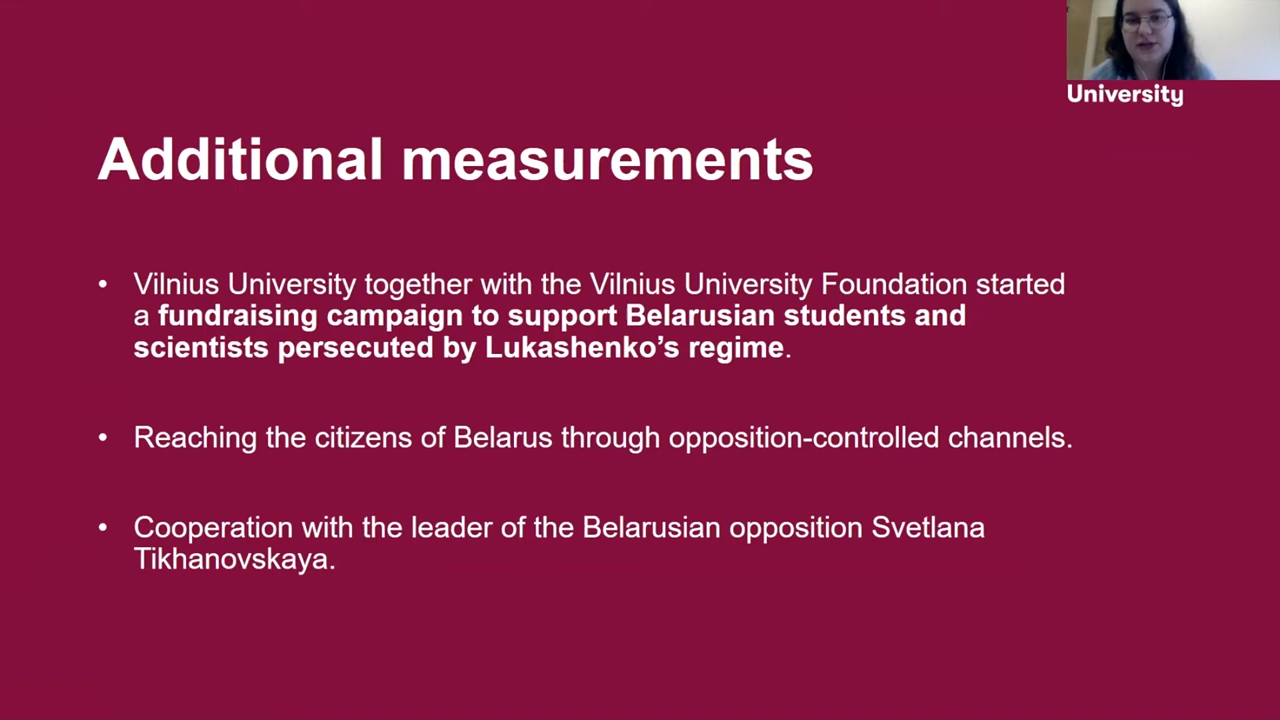 University
Additional measurements
• Vilnius University together with the Vilnius University Foundation started
a fundraising campaign to support Belarusian students and
scientists persecuted by Lukashenko’s regime.
• Reaching the citizens of Belarus through opposition-controlled channels.
• Cooperation with the leader of the Belarusian opposition Svetlana
Tikhanovskaya.